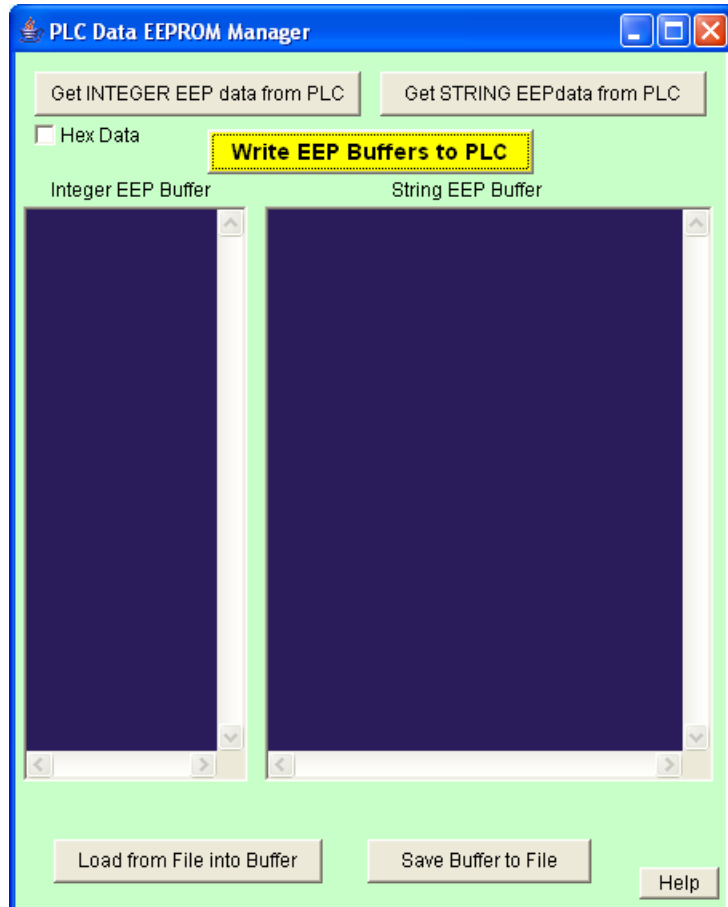 PLC Data EEPROM Manager
Get INTEGER EEP data from PLC
Get STRING EEPdata from PLC
Hex Data
Write EEP Buffers to PLC
Integer EEP Buffer
String EEP Buffer
Load from File into Buffer
Save Buffer to File
Help